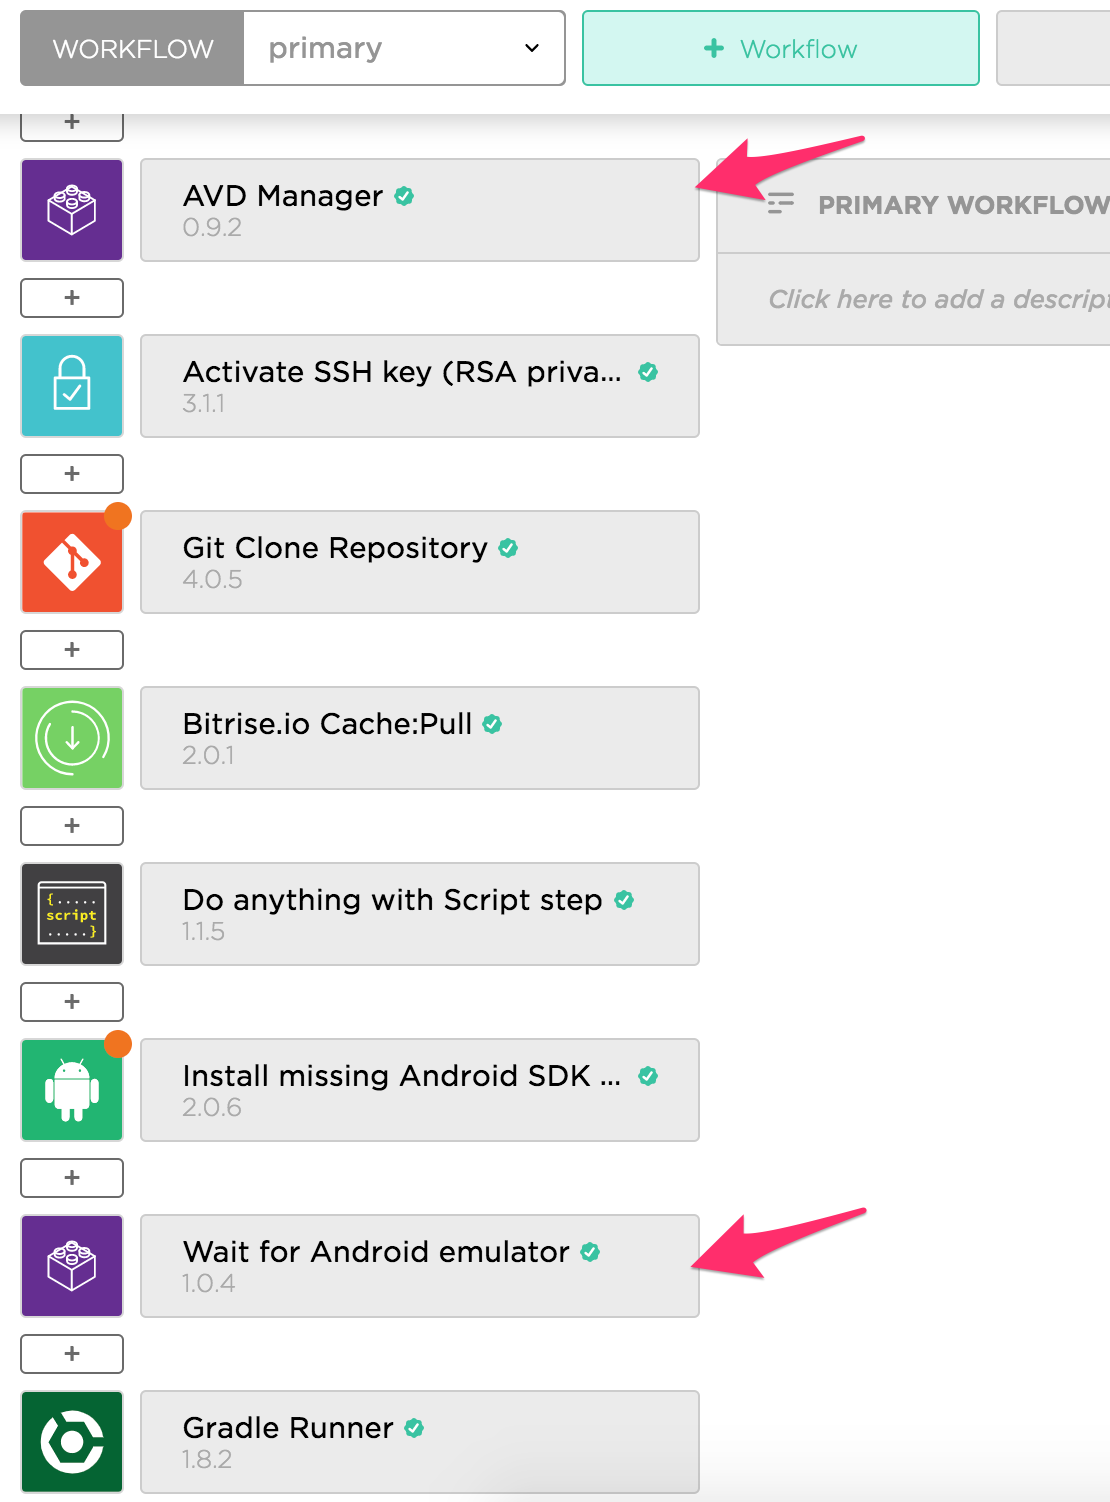 WORKFLOW
primary
+ Workflow
+
AVD Manager
0.9.2
PRIMARY WORKFLOW
Click here to add a descript
+
Activate SSH key (RSA priva...
3.1.1
+
Git Clone Repository
4.0.5
+
Bitrise.io Cache:Pull
2.0.1
+
{.....
script
.....}
Do anything with Script step
1.1.5
+
Install missing Android SDK ...
2.0.6
+
Wait for Android emulator
1.0.4
+
Gradle Runner
1.8.2